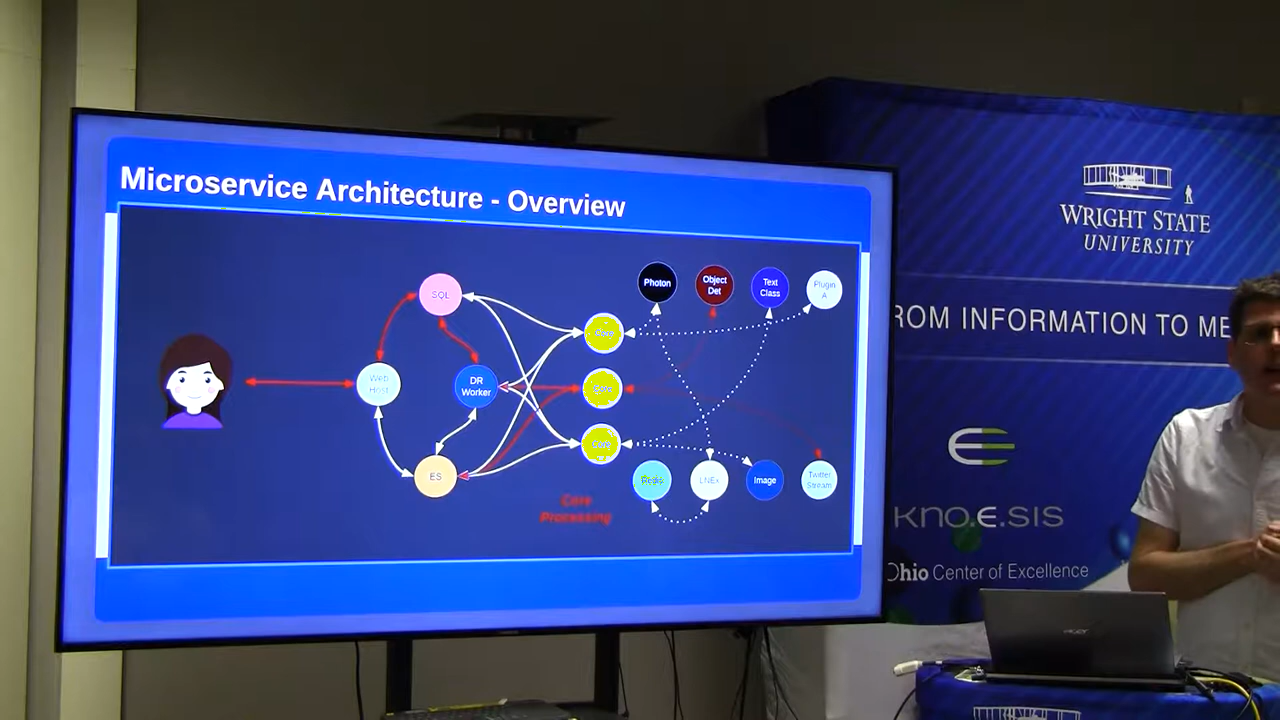 Microservice Architecture - Overview
SQL
Web
Host
DR
Worker
ES
Core
Core
Core
Core
Processing
Photon
Object
Det
Text
Class
Plugin
A
Redis
LNEx
Image
Twitter
Stream
WRIGHT STATE
UNIVERSITY
ROM INFORMATION TO ME
kno.e.sis
Ohio Center of Excellence
acer